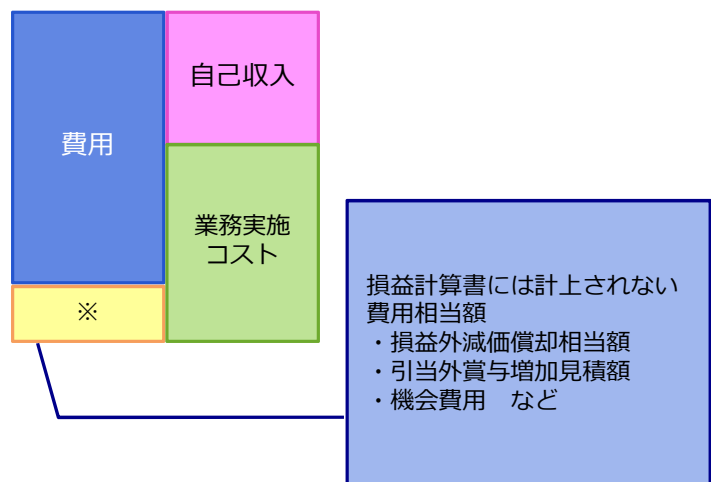 自己収入
費用
業務実施
コスト
※
損益計算書には計上されない
費用相当額
・損益外減価償却相当額
・引当外賞与増加見積額
・機会費用　など